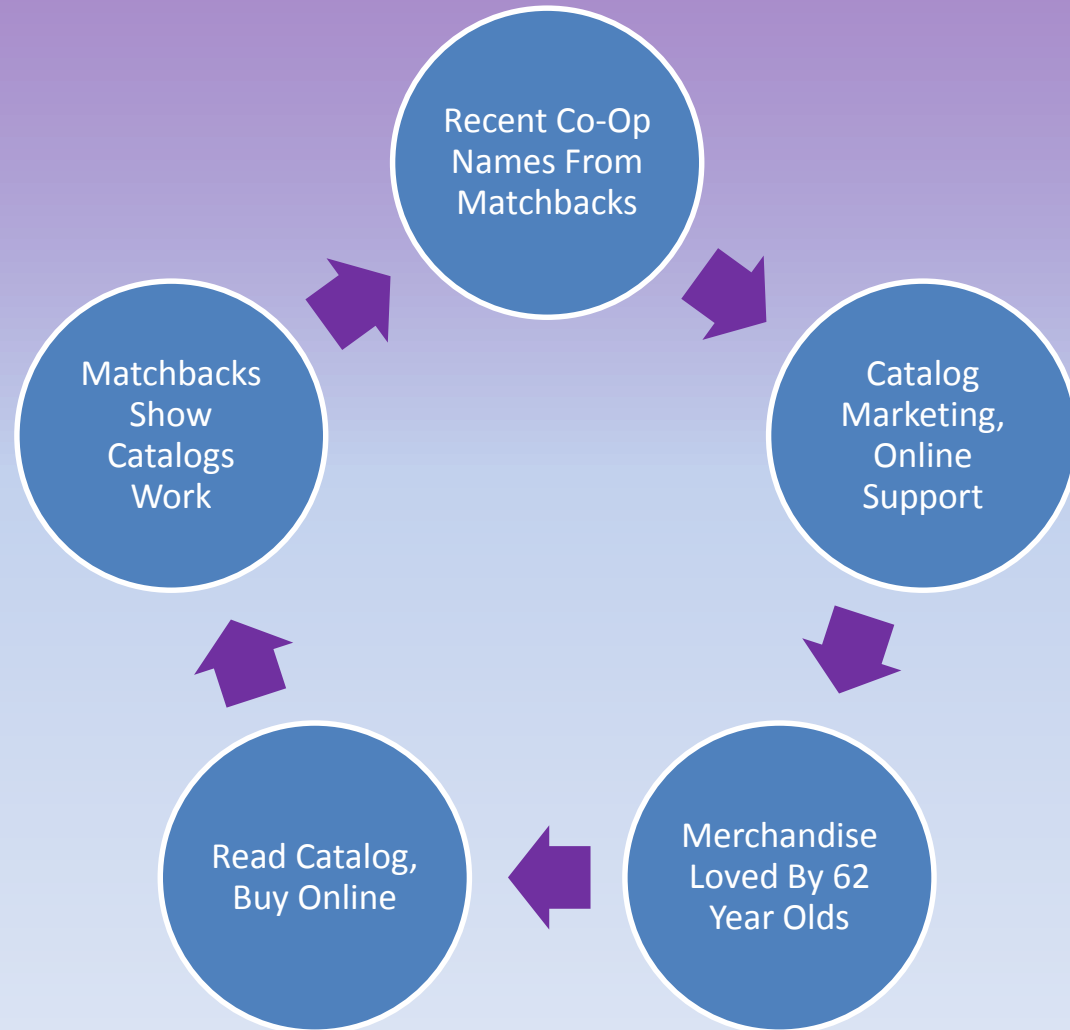 Recent Co-Op
Names From
Matchbacks
Catalog
Marketing,
Online
Support
Merchandise
Loved By 62
Year Olds
Read Catalog,
Buy Online
Matchbacks
Show
Catalogs
Work